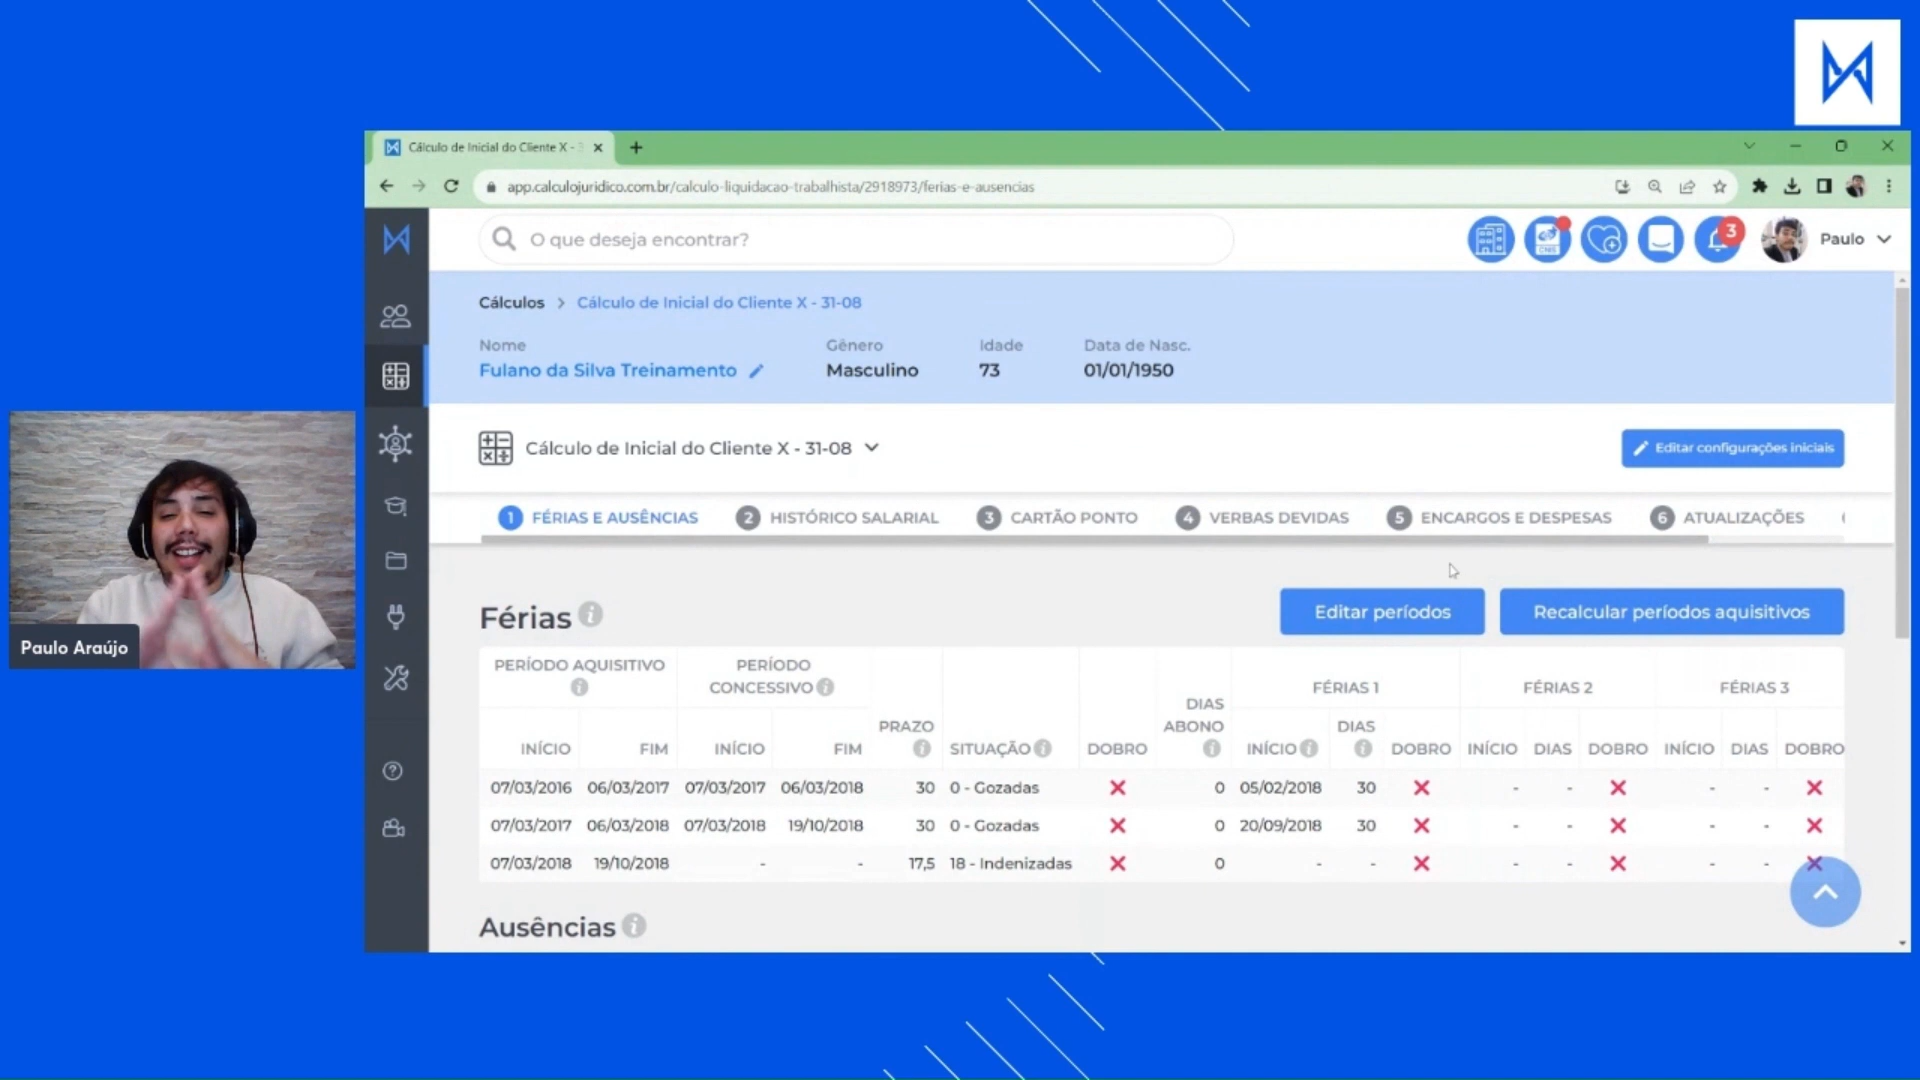 Cálculo de Inicial do Cliente X -
app.calculojuridico.com.br/calculo-liquidacao-trabalhista/2918973/ferias-e-ausencias
O que deseja encontrar?
CNIS
3
Paulo
Cálculos > Cálculo de Inicial do Cliente X - 31-08
Nome Gênero Idade Data de Nasc.
Fulano da Silva Treinamento Masculino 73 01/01/1950
Cálculo de Inicial do Cliente X - 31-08
Editar configurações iniciais
1 FÉRIAS E AUSÊNCIAS 2 HISTÓRICO SALARIAL 3 CARTÃO PONTO 4 VERBAS DEVIDAS 5 ENCARGOS E DESPESAS 6 ATUALIZAÇÕES
Férias
Editar períodos
Recalcular períodos aquisitivos
PERÍODO AQUISITIVO
PERÍODO
CONCESSIVO
PRAZO
SITUAÇÃO
DOBRO
DIAS
ABONO
FÉRIAS 1 FÉRIAS 2 FÉRIAS 3
INÍCIO FIM INÍCIO FIM
INÍCIO
DIAS
DOBRO INÍCIO DIAS DOBRO INÍCIO DIAS DOBRO
07/03/2016 06/03/2017 07/03/2017 06/03/2018 30 0 - Gozadas 0 05/02/2018 30 - - - -
07/03/2017 06/03/2018 07/03/2018 19/10/2018 30 0 - Gozadas 0 20/09/2018 30 - - - -
07/03/2018 19/10/2018 - - 17,5 18 - Indenizadas 0 - - - - - -
Ausências
Paulo Araújo